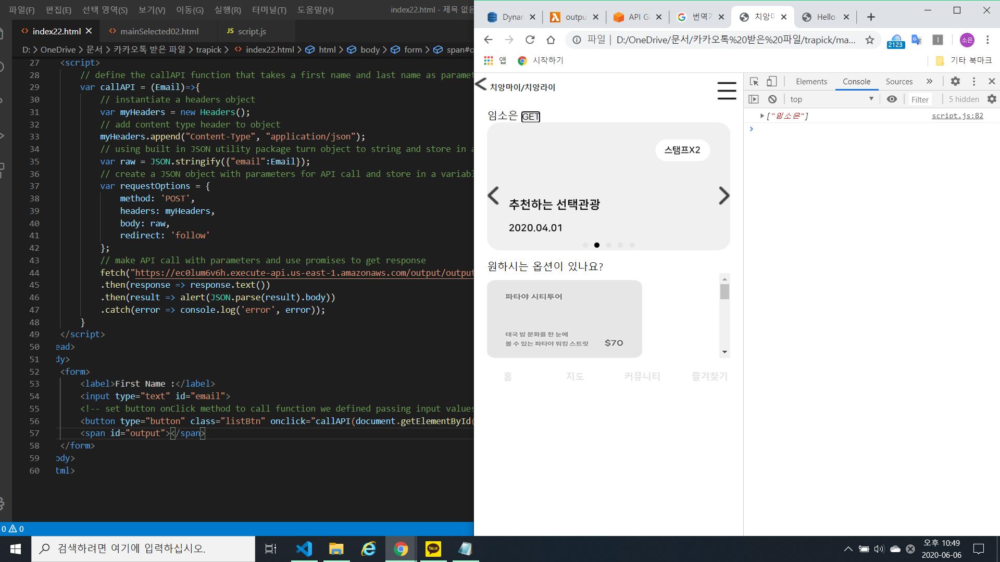 파일(F) 편집(E) 선택 영역(S) 보기(V) 이동(G) 실행(R) 터미널(T) 도움말(H) index22.html - 제목 없음
index22.html mainSelected02.html JS script.js
D: > OneDrive > 문서 > 카카오톡 받은 파일 > trapick > index22.html > html > body > form > span#o
27 <script>
28 // define the callAPI function that takes a first name and last name as paramet
29 var callAPI = (Email)=>{
30 // instantiate a headers object
31 var myHeaders = new Headers();
32 // add content type header to object
33 myHeaders.append("Content-Type", "application/json");
34 // using built in JSON utility package turn object to string and store in a
35 var raw = JSON.stringify({"email":Email});
36 // create a JSON object with parameters for API call and store in a variabl
37 var requestOptions = {
38 method: 'POST',
39 headers: myHeaders,
40 body: raw,
41 redirect: 'follow'
42 };
43 // make API call with parameters and use promises to get response
44 fetch("https://ec0lum6v6h.execute-api.us-east-1.amazonaws.com/output/output
45 .then(response => response.text())
46 .then(result => alert(JSON.parse(result).body))
47 .catch(error => console.log('error', error));
48 }
49 </script>
50 ead>
51 dy>
52 <form>
53 <label>First Name :</label>
54 <input type="text" id="email">
55 <!-- set button onClick method to call function we defined passing input values
56 <button type="button" class="listBtn" onclick="callAPI(document.getElementById(
57 <span id="output"></span>
58 </form>
59 ody>
60 tml>
0 0
Dynan outpu API Ga 번역기 치앙마 Hello
파일 | D:/OneDrive/문서/카카오톡%20받은%20파일/trapick/ma... 2123 소은
앱 시작하기 기타 북마크
치앙마이/치앙라이
임소은 GET
스탬프X2
추천하는 선택관광
2020.04.01
원하시는 옵션이 있나요?
파타야 시티투어
태국 밤 문화를 한 눈에
볼 수 있는 파타야 워킹 스트릿 $70
홈 지도 커뮤니티 즐겨찾기
Elements Console Sources
top Filter 5 hidden
["임소은"] script.js:82
검색하려면 여기에 입력하십시오.
TALK
오후 10:49
2020-06-06